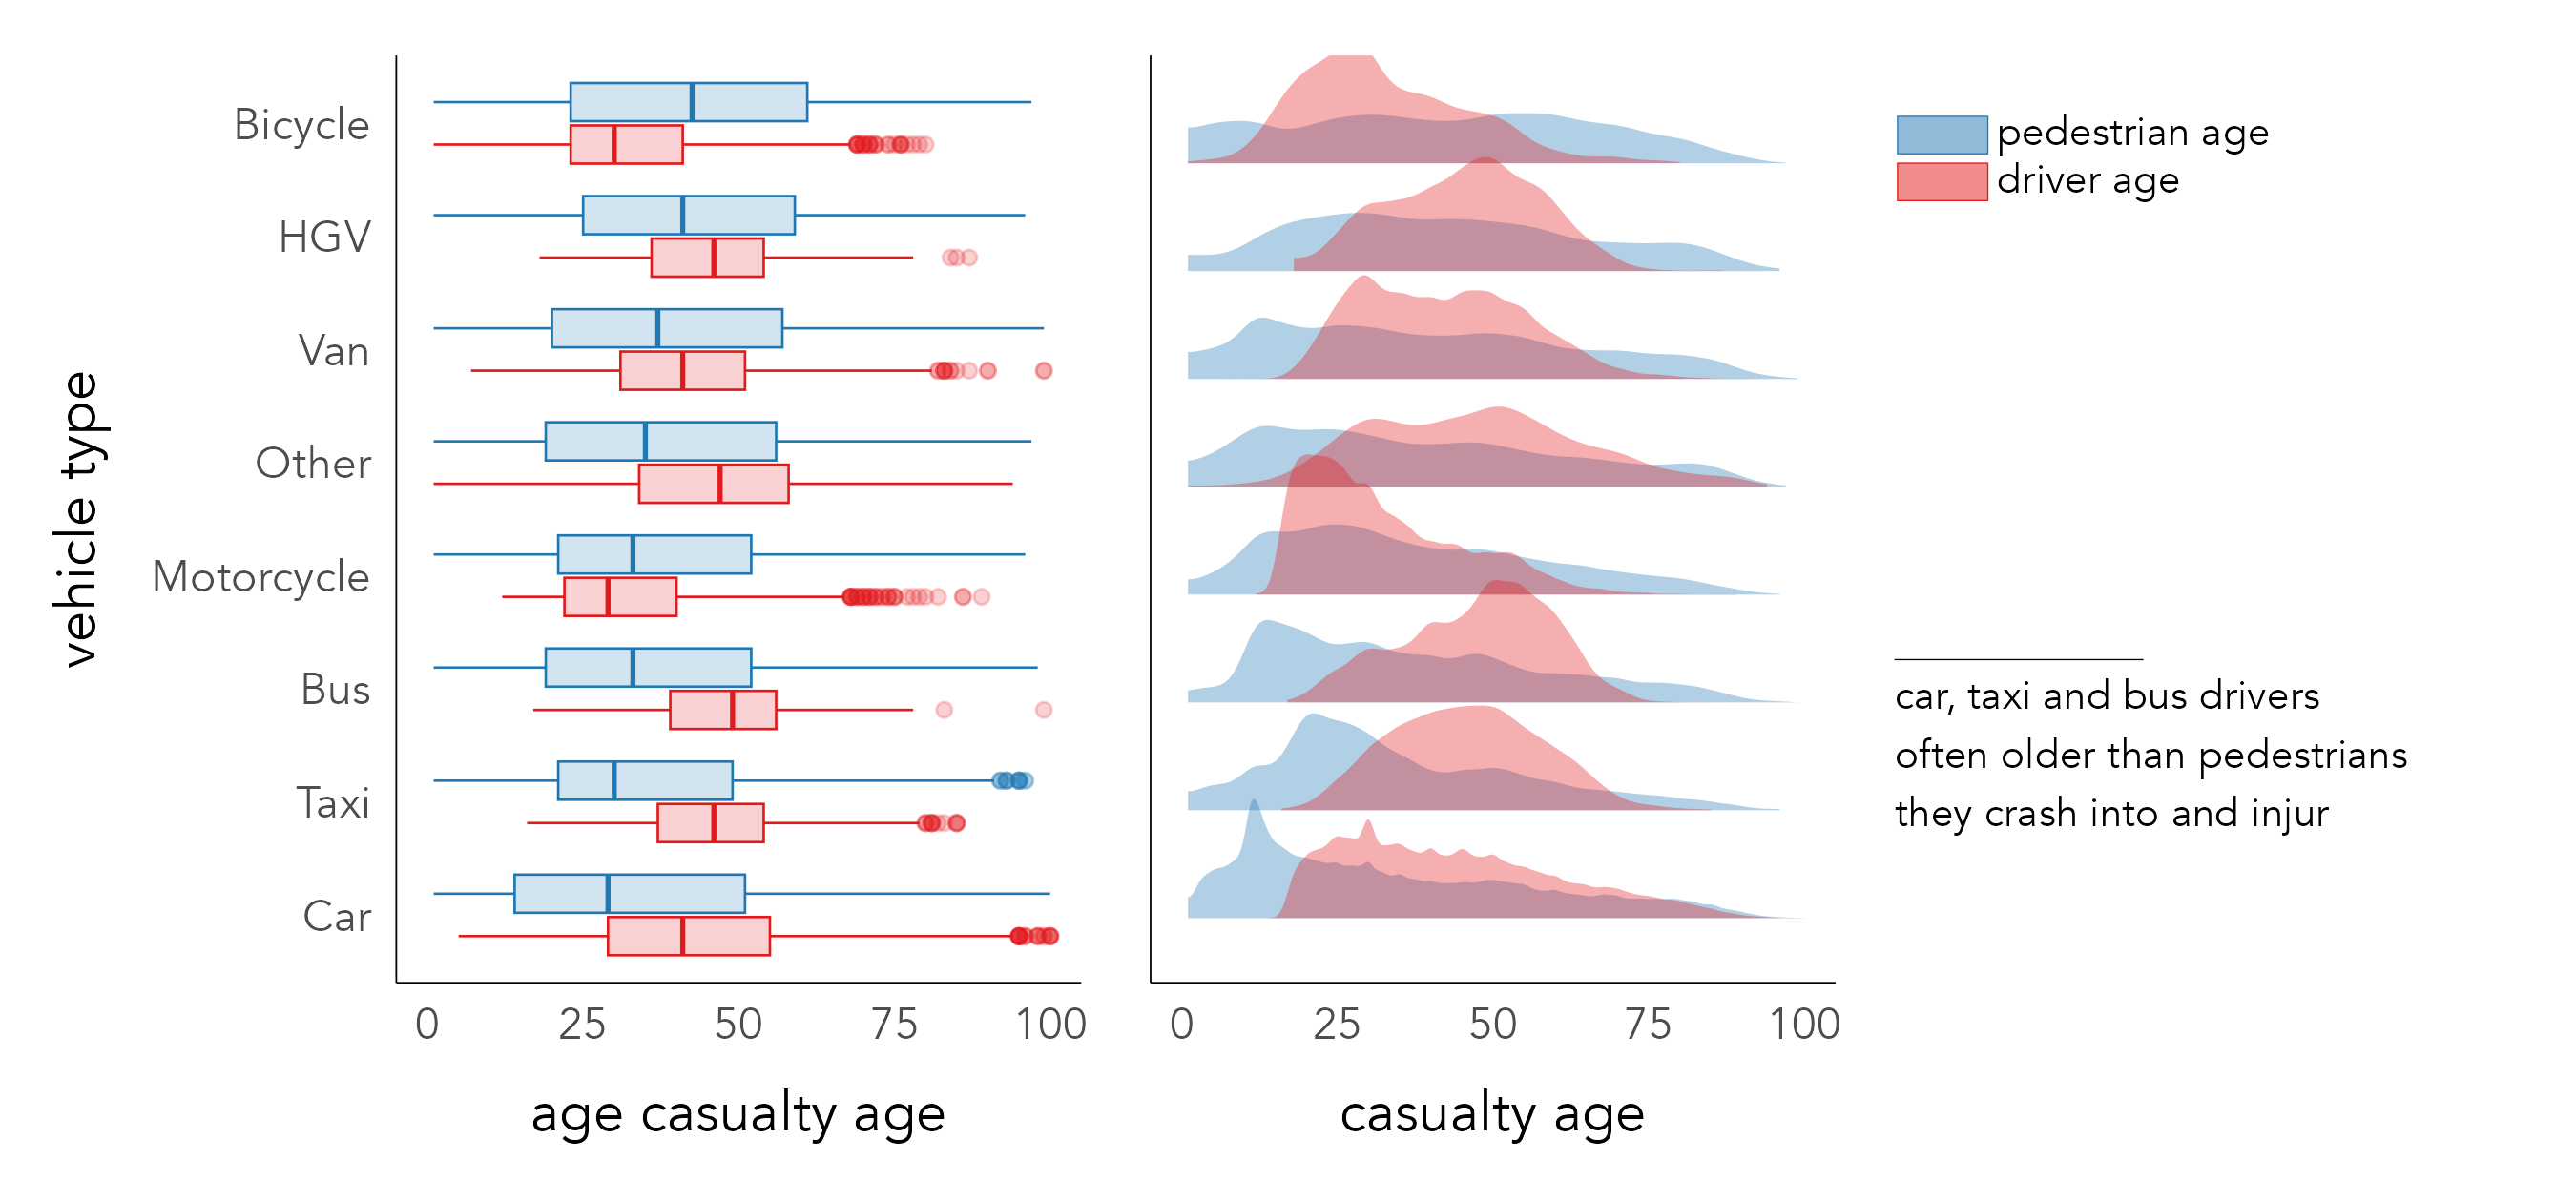 Bicycle
HGV
Van
Other
Motorcycle
Bus
Taxi
Car
vehicle type
0 25 50 75 100
age casualty age
0 25 50 75 100
casualty age
pedestrian age
driver age
car, taxi and bus drivers
often older than pedestrians
they crash into and injur